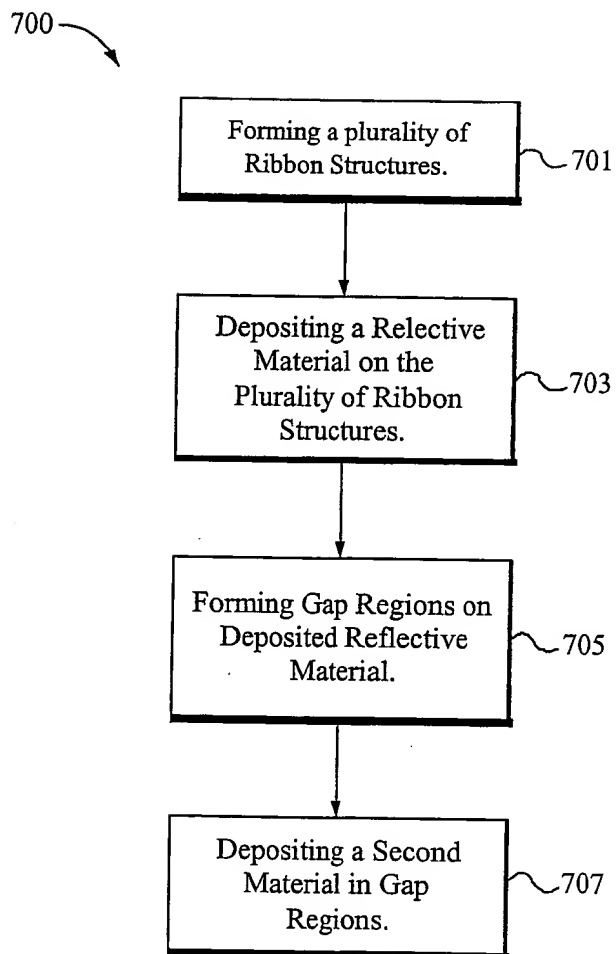 700
Forming a plurality of
Ribbon Structures.
701
Depositing a Relective
Material on the
Plurality of Ribbon
Structures.
703
Forming Gap Regions on
Deposited Reflective
Material.
705
Depositing a Second
Material in Gap
Regions.
707